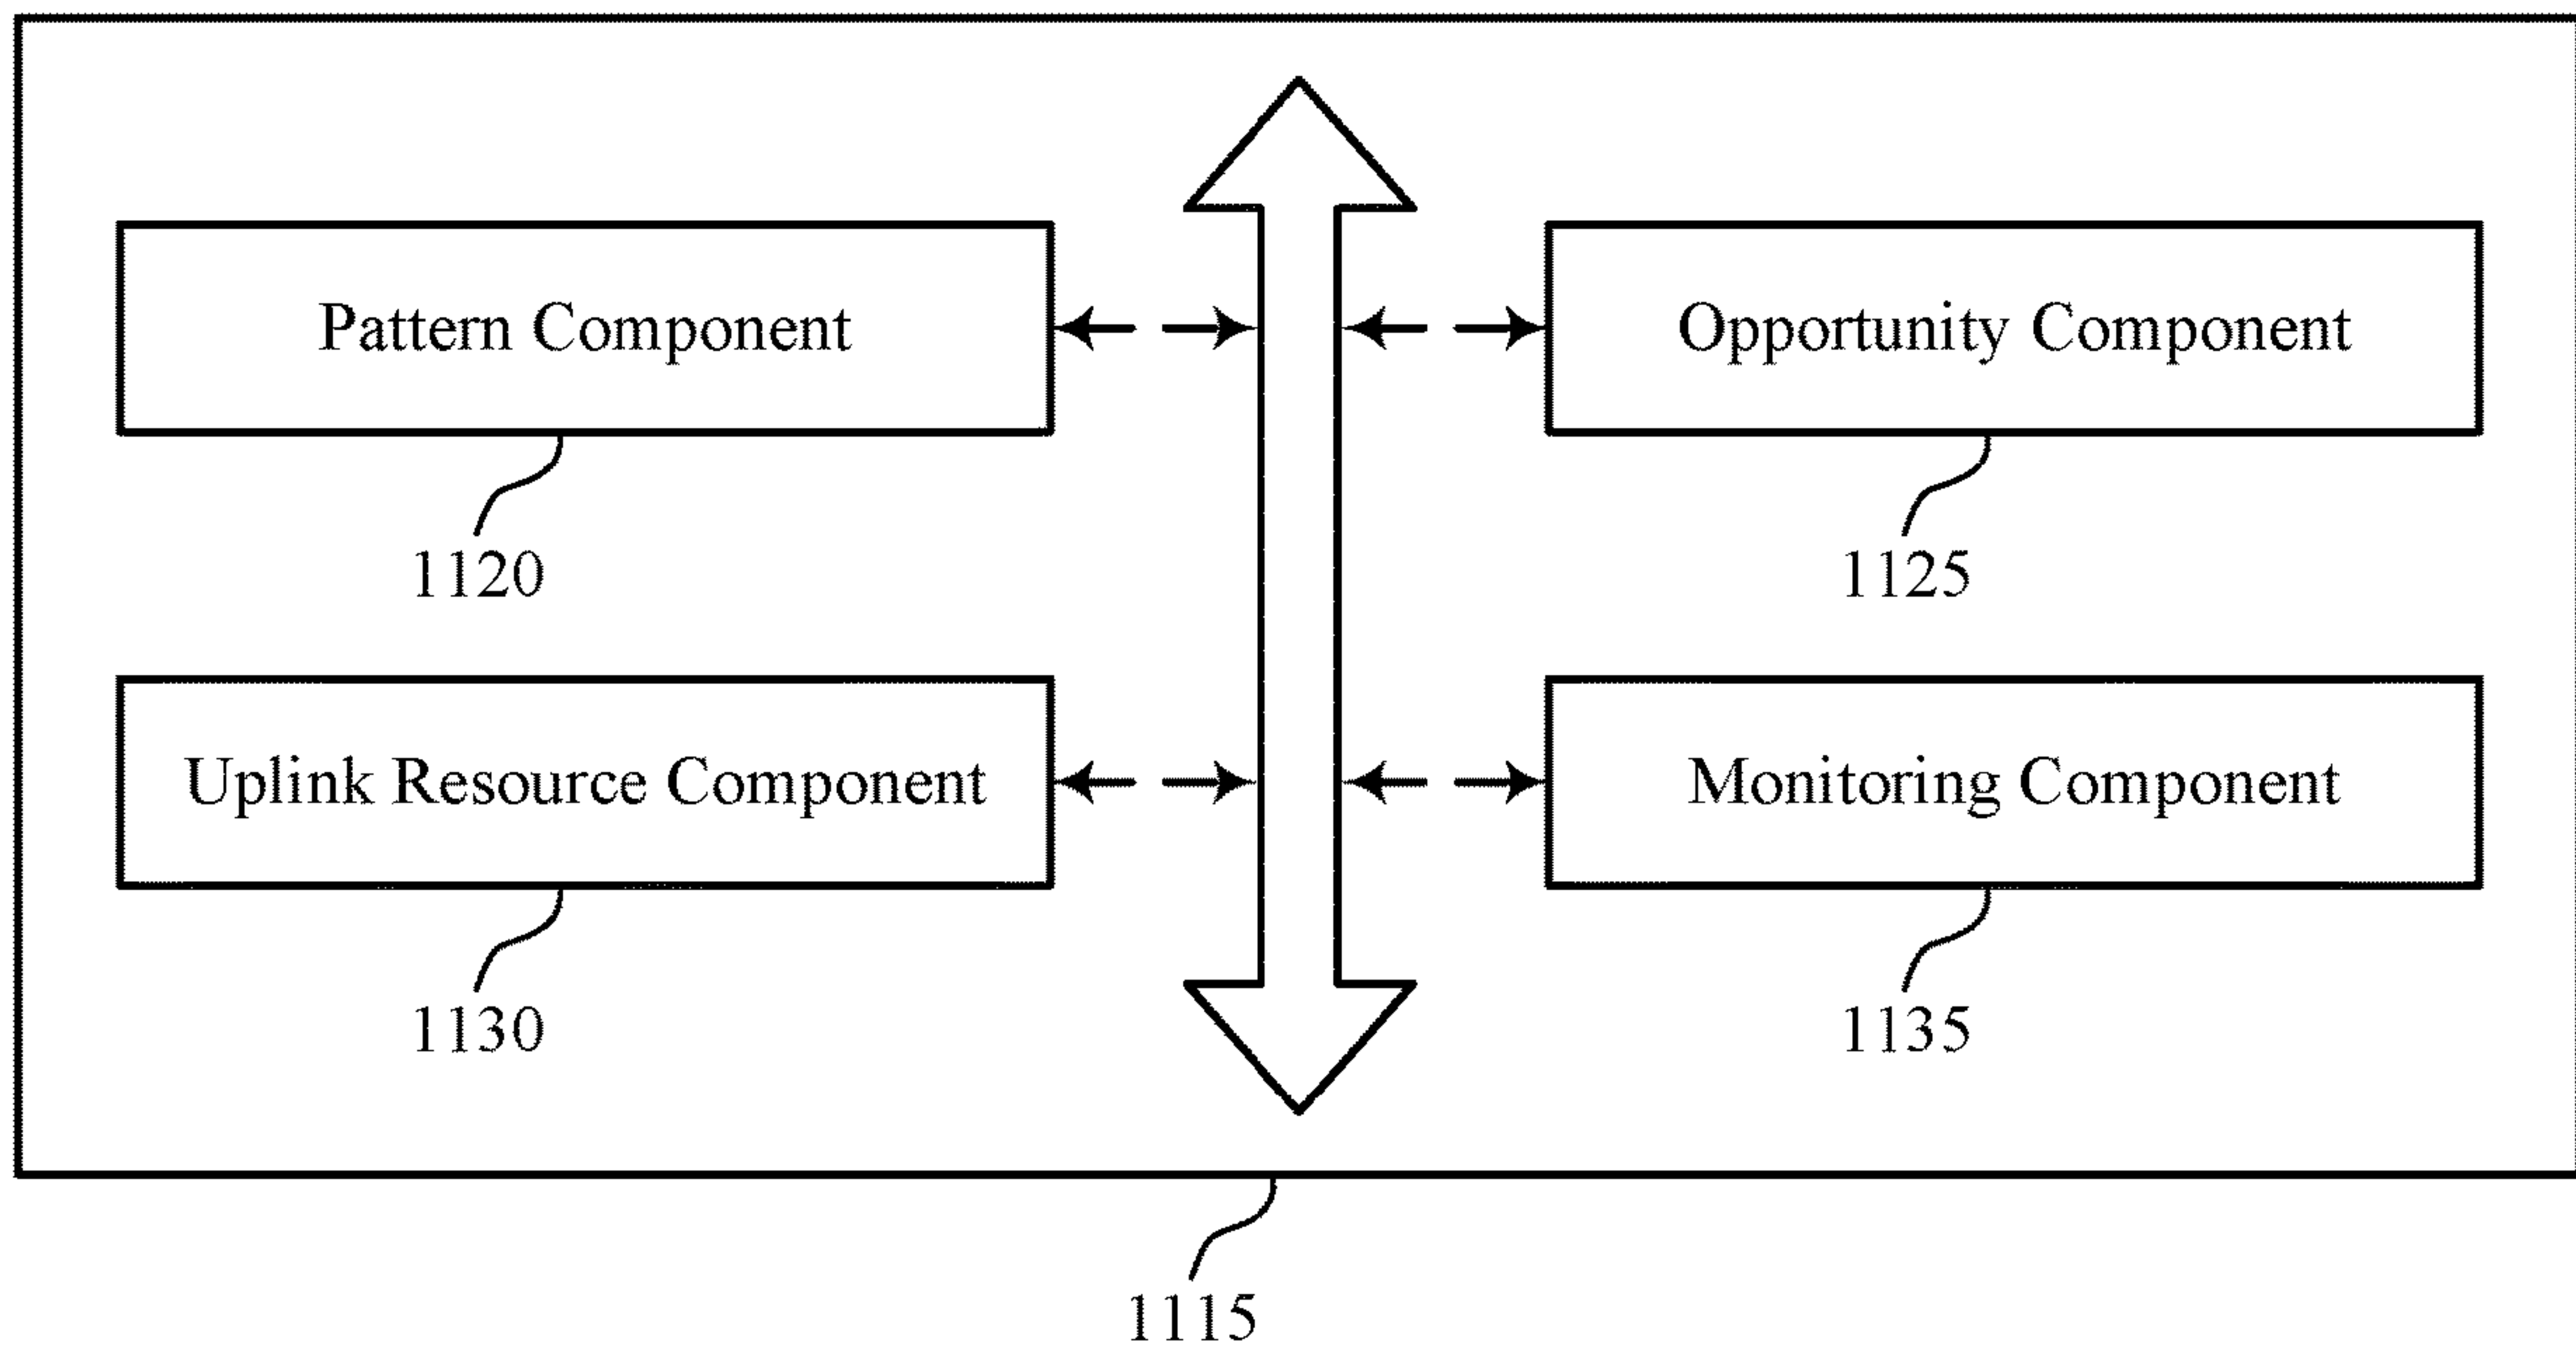 Pattern Component
Opportunity Component
1120
1125
Uplink Resource Component
Monitoring Component
1130
1135
1115